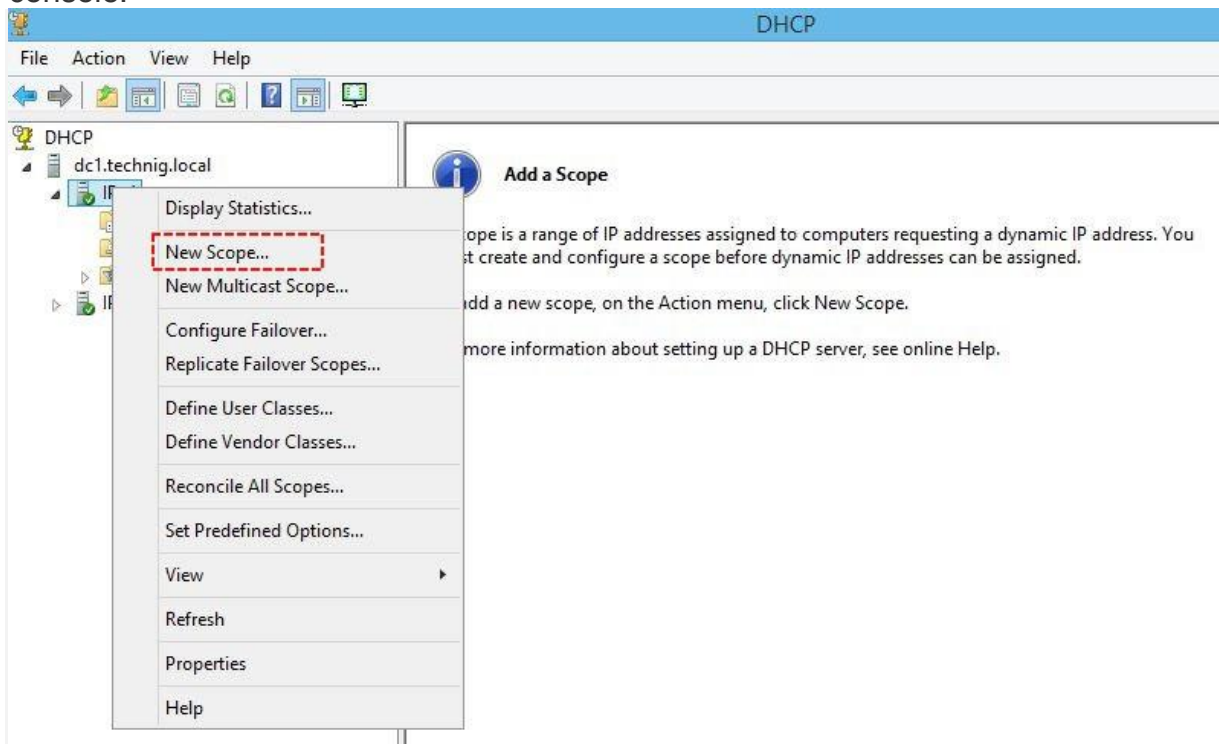 console.
DHCP
File Action View Help
DHCP
dc1.technig.local
Add a Scope
ope is a range of IP addresses assigned to computers requesting a dynamic IP address. You
st create and configure a scope before dynamic IP addresses can be assigned.
dd a new scope, on the Action menu, click New Scope.
more information about setting up a DHCP server, see online Help.
Display Statistics...
New Scope...
New Multicast Scope...
Configure Failover...
Replicate Failover Scopes...
Define User Classes...
Define Vendor Classes...
Reconcile All Scopes...
Set Predefined Options...
View
Refresh
Properties
Help